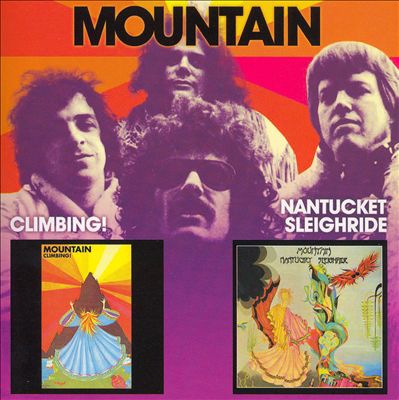 MOUNTAIN
CLIMBING!
NANTUCKET
SLEIGHRIDE
MOUNTAIN
CLIMBING!
MOUNTAIN
NANTUCKET SLEIGHRIDE